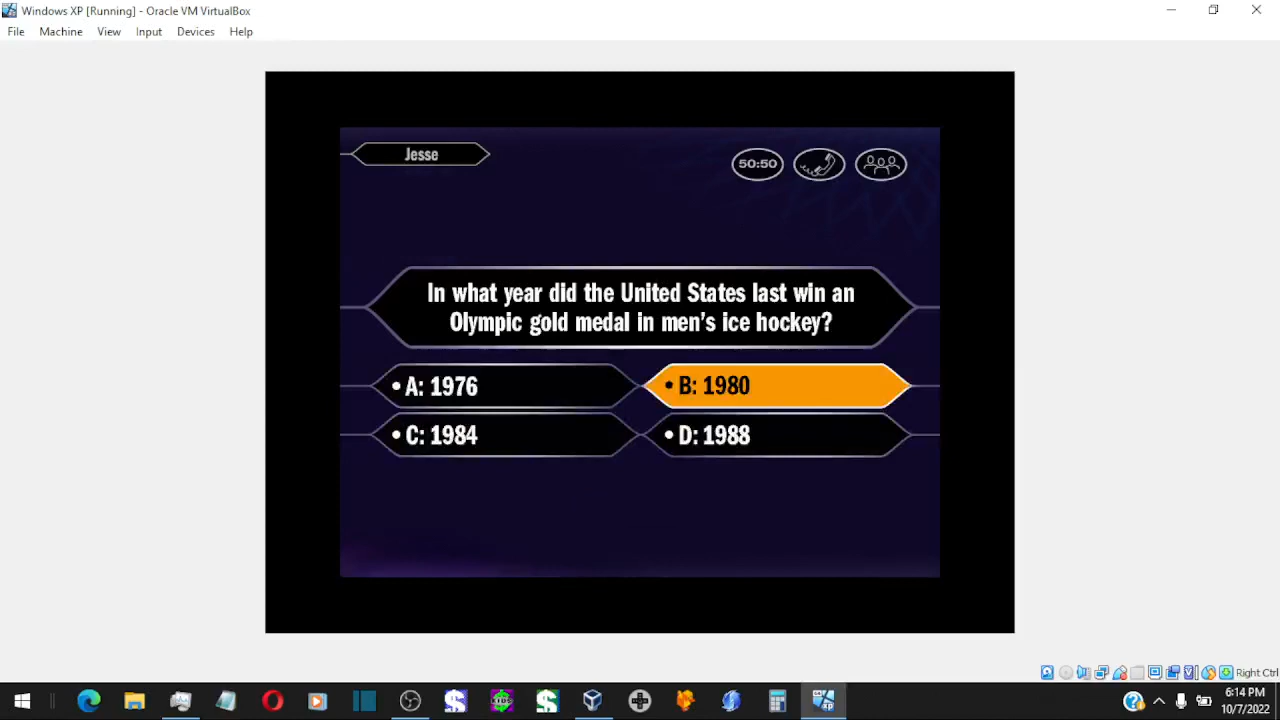 Windows XP [Running] - Oracle VM VirtualBox
File Machine View Input Devices Help
Jesse
50:50
In what year did the United States last win an
Olympic gold medal in men's ice hockey?
• A: 1976
• B: 1980
• C: 1984
• D: 1988
Right Ctrl
6:14 PM
10/7/2022